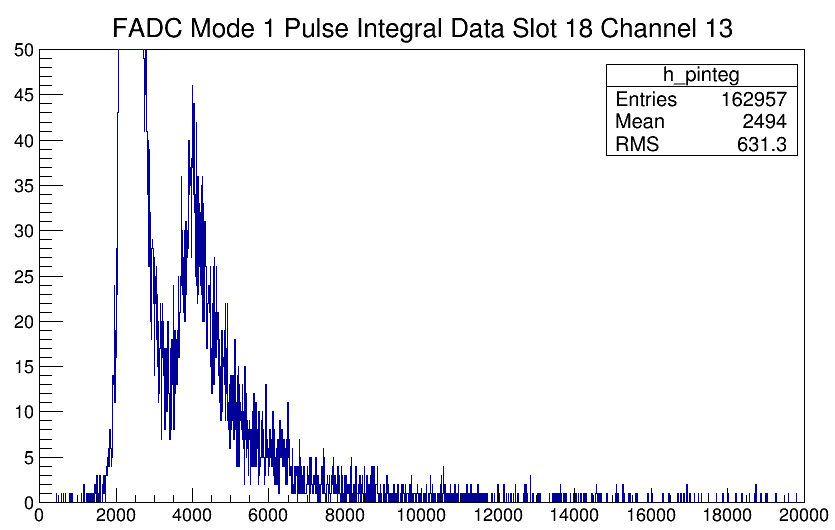 FADC Mode 1 Pulse Integral Data Slot 18 Channel 13
h_pinteg
Entries 162957
Mean 2494
RMS 631.3
50
45
40
35
30
25
20
15
10
5
0
0 2000 4000 6000 8000 10000 12000 14000 16000 18000 20000